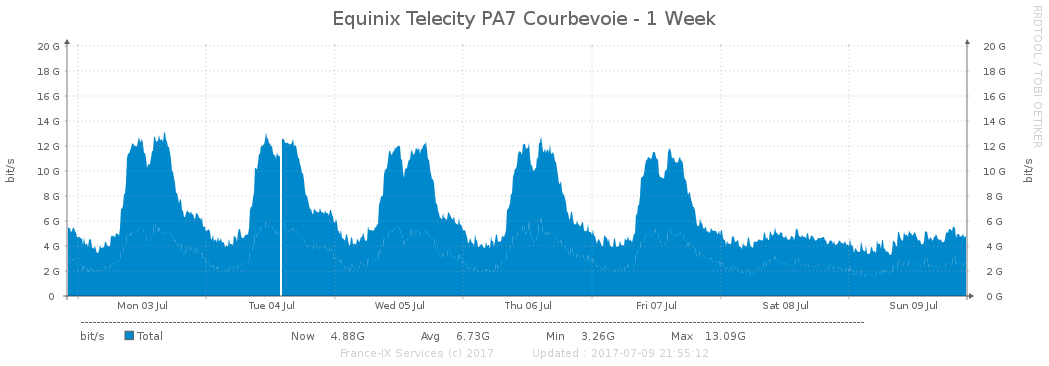 Equinix Telecity PA7 Courbevoie - 1 Week
RRDTOOL / TOBI OETIKER
20 G 20 G
18 G 18 G
16 G 16 G
14 G 14 G
12 G 12 G
10 G 10 G
8 G 8 G
6 G 6 G
4 G 4 G
2 G 2 G
0 0 G
bit/s
bit/s
Mon 03 Jul Tue 04 Jul Wed 05 Jul Thu 06 Jul Fri 07 Jul Sat 08 Jul Sun 09 Jul
bit/s Total Now 4.88G Avg 6.73G Min 3.26G Max 13.09G
France-IX Services (c) 2017 Updated : 2017-07-09 21:55:12